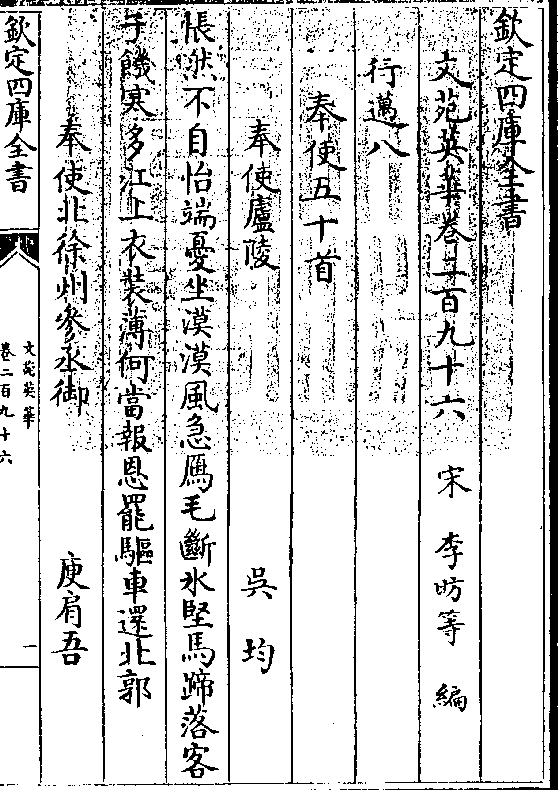 欽定四庫全書
文苑英華卷二百九十六　宋　李昉等　編
行邁八
奉使五十首
奉使廬陵　吳均
悵然不自怡端憂坐漠漠風急鴈毛斷氷堅馬蹄落客
子饑寒多江上衣裝薄何當報恩罷驅車還北郭
奉使北徐州參丞御　庾肩吾
欽定四庫全書
文苑英華
卷二百九十六
一